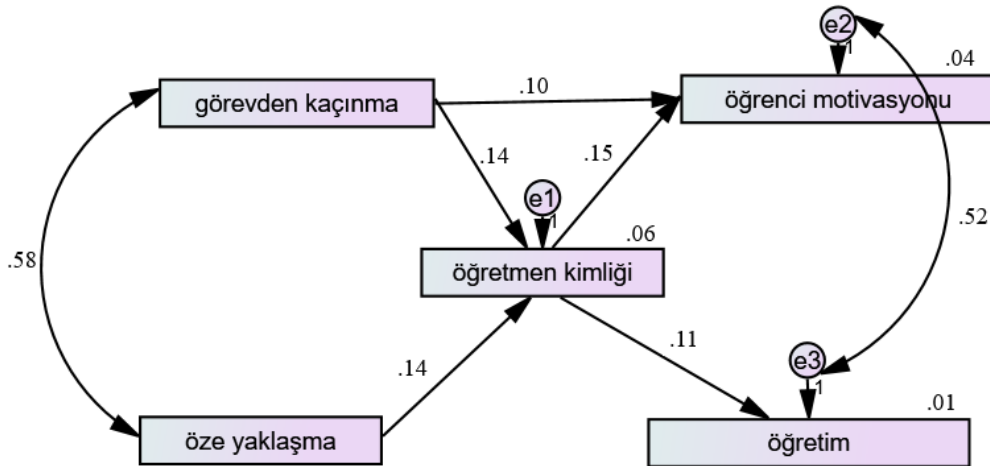 e2
1
.04
görevden kaçınma
.10
öğrenci motivasyonu
.14
.15
e1
1
.06
.52
.58
öğretmen kimliği
.11
e3
1
.14
.01
öze yaklaşma
öğretim